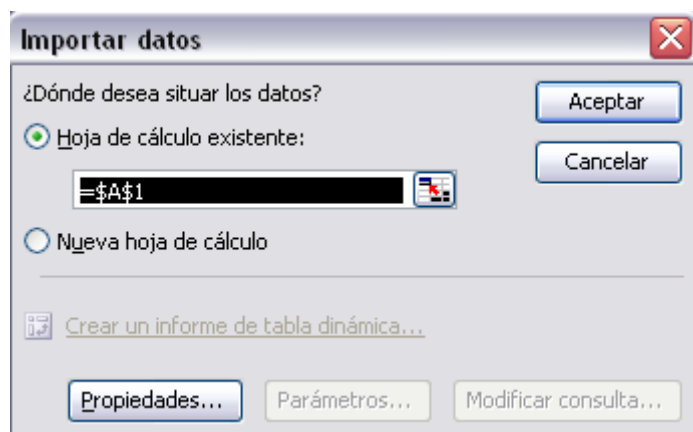 Importar datos
¿Dónde desea situar los datos?
Aceptar
Hoja de cálculo existente:
Cancelar
=$A$1
Nueva hoja de cálculo
Crear un informe de tabla dinámica...
Propiedades... Parámetros... Modificar consulta...